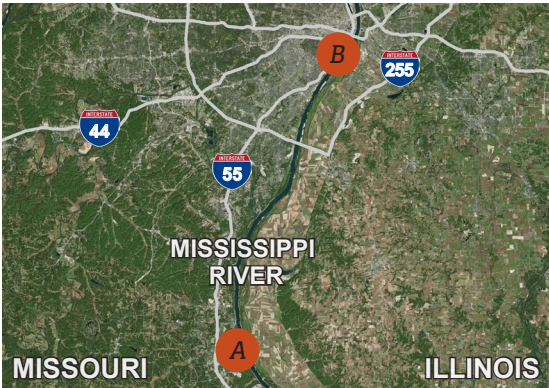 B
INTERSTATE
255
INTERSTATE
44
INTERSTATE
55
MISSISSIPPI
RIVER
A
MISSOURI
ILLINOIS